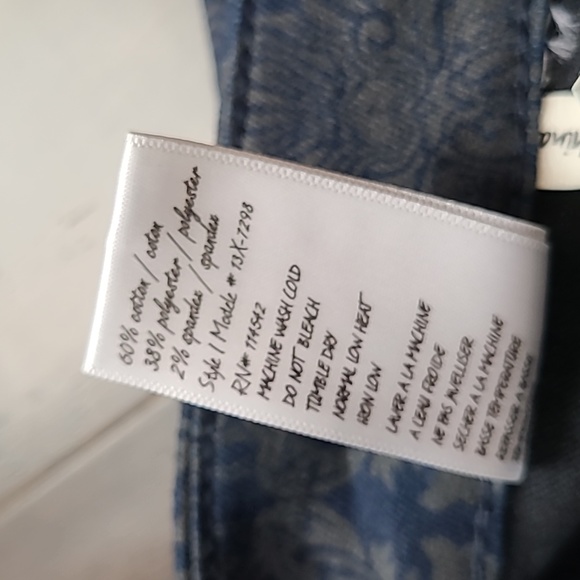 60% cotton / coton
38% polyester / polyester
2% spandex / spandex
Style | Modele # 13X-7298
RN# 114542
MACHINE WASH COLD
DO NOT BLEACH
TUMBLE DRY
NORMAL LOW HEAT
IRON LOW
LAVER A LA MACHINE
A L'EAU FROIDE
NE PAS JAVELLISER
SECHER A LA MACHINE
BASSE TEMPERATURE
REPASSER A BASSE